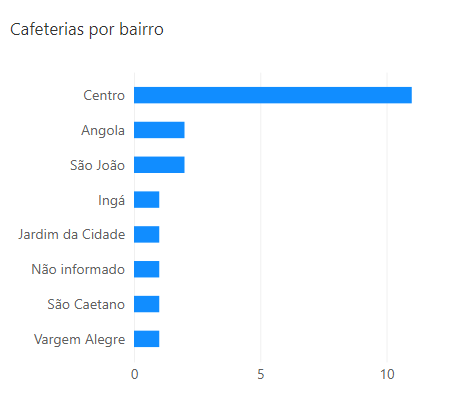 Cafeterias por bairro
Centro
Angola
São João
Ingá
Jardim da Cidade
Não informado
São Caetano
Vargem Alegre
0 5 10